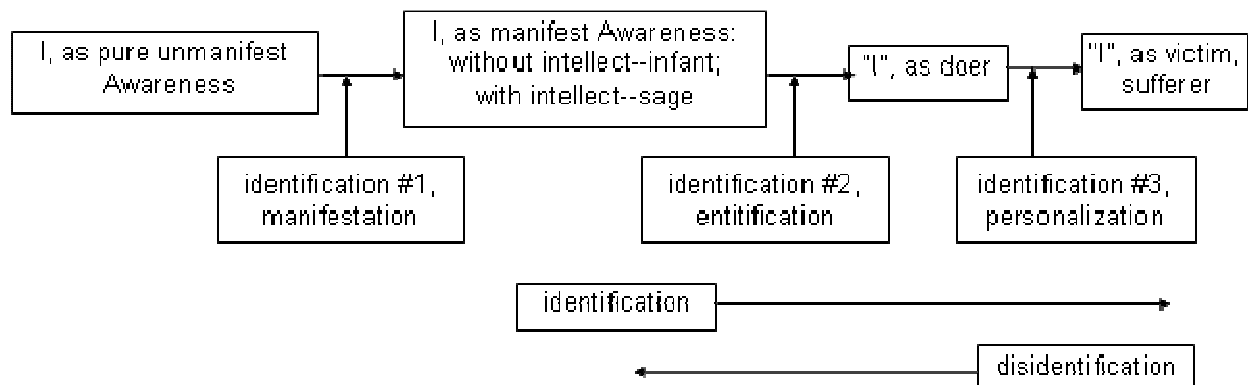 I, as pure unmanifest
Awareness
I, as manifest Awareness:
without intellect--infant;
with intellect--sage
"I", as doer
"I", as victim,
sufferer
identification #1,
manifestation
identification #2,
entitification
identification #3,
personalization
identification
disidentification